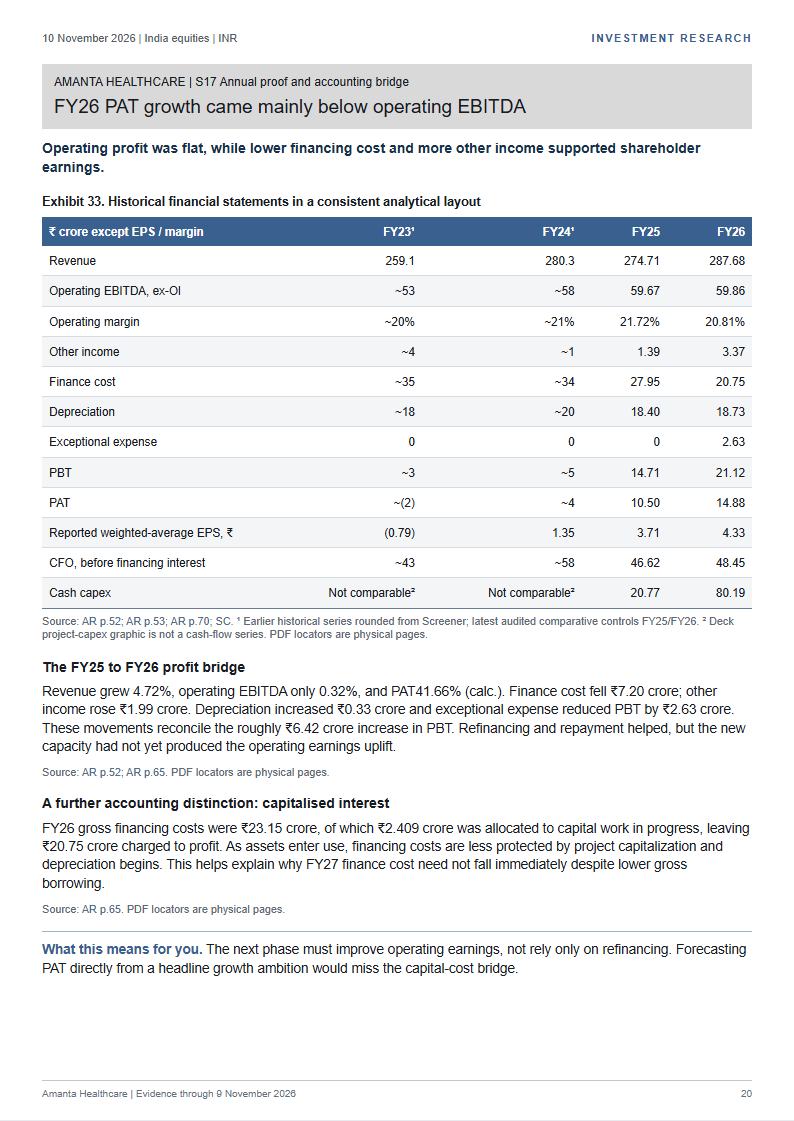 10 November 2026 | India equities | INR
INVESTMENT RESEARCH
AMANTA HEALTHCARE | S17 Annual proof and accounting bridge
FY26 PAT growth came mainly below operating EBITDA
Operating profit was flat, while lower financing cost and more other income supported shareholder
earnings.
Exhibit 33. Historical financial statements in a consistent analytical layout
₹ crore except EPS / margin FY23¹ FY24¹ FY25 FY26
Revenue 259.1 280.3 274.71 287.68
Operating EBITDA, ex-OI ~53 ~58 59.67 59.86
Operating margin ~20% ~21% 21.72% 20.81%
Other income ~4 ~1 1.39 3.37
Finance cost ~35 ~34 27.95 20.75
Depreciation ~18 ~20 18.40 18.73
Exceptional expense 0 0 0 2.63
PBT ~3 ~5 14.71 21.12
PAT ~(2) ~4 10.50 14.88
Reported weighted-average EPS, ₹ (0.79) 1.35 3.71 4.33
CFO, before financing interest ~43 ~58 46.62 48.45
Cash capex Not comparable² Not comparable² 20.77 80.19
Source: AR p.52; AR p.53; AR p.70; SC. ¹ Earlier historical series rounded from Screener; latest audited comparative controls FY25/FY26. ² Deck
project-capex graphic is not a cash-flow series. PDF locators are physical pages.
The FY25 to FY26 profit bridge
Revenue grew 4.72%, operating EBITDA only 0.32%, and PAT41.66% (calc.). Finance cost fell ₹7.20 crore; other
income rose ₹1.99 crore. Depreciation increased ₹0.33 crore and exceptional expense reduced PBT by ₹2.63 crore.
These movements reconcile the roughly ₹6.42 crore increase in PBT. Refinancing and repayment helped, but the new
capacity had not yet produced the operating earnings uplift.
Source: AR p.52; AR p.65. PDF locators are physical pages.
A further accounting distinction: capitalised interest
FY26 gross financing costs were ₹23.15 crore, of which ₹2.409 crore was allocated to capital work in progress, leaving
₹20.75 crore charged to profit. As assets enter use, financing costs are less protected by project capitalization and
depreciation begins. This helps explain why FY27 finance cost need not fall immediately despite lower gross
borrowing.
Source: AR p.65. PDF locators are physical pages.
What this means for you. The next phase must improve operating earnings, not rely only on refinancing. Forecasting
PAT directly from a headline growth ambition would miss the capital-cost bridge.
Amanta Healthcare | Evidence through 9 November 2026
20